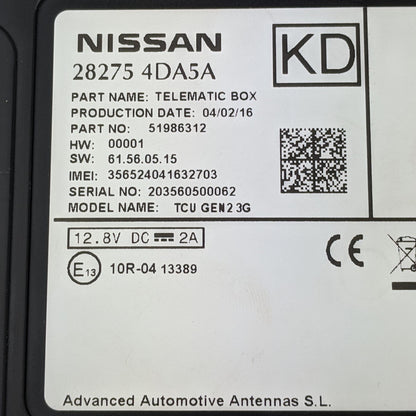 NISSAN
KD
28275 4DA5A
PART NAME: TELEMATIC BOX
PRODUCTION DATE: 04/02/16
PART NO: 51986312
HW: 00001
SW: 61.56.05.15
IMEI: 356524041632703
SERIAL NO: 203560500062
MODEL NAME: TCU GEN2 3G
12.8V DC 2A
CE
E13 10R-04 13389
Advanced Automotive Antennas S.L.